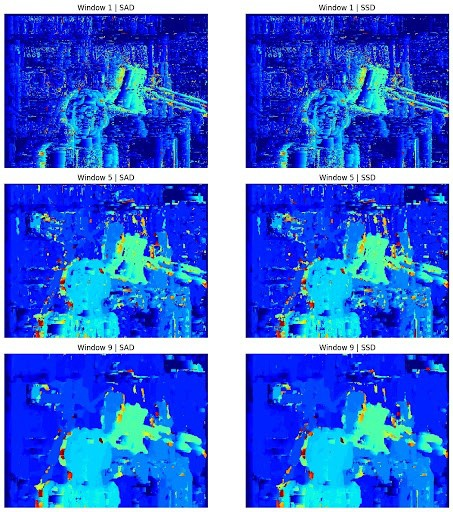 Window 1 | SAD
Window 1 | SSD
Window 5 | SAD
Window 5 | SSD
Window 9 | SAD
Window 9 | SSD